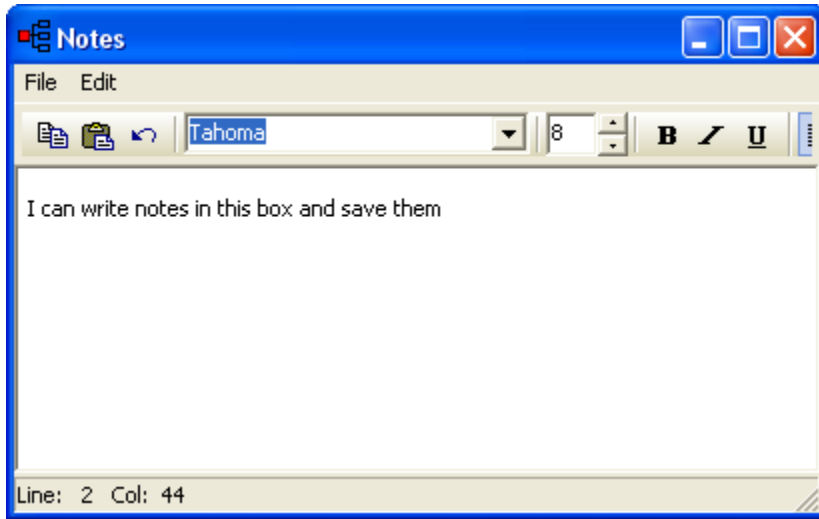 Notes
File Edit
Tahoma 8 B I U
I can write notes in this box and save them
Line: 2 Col: 44